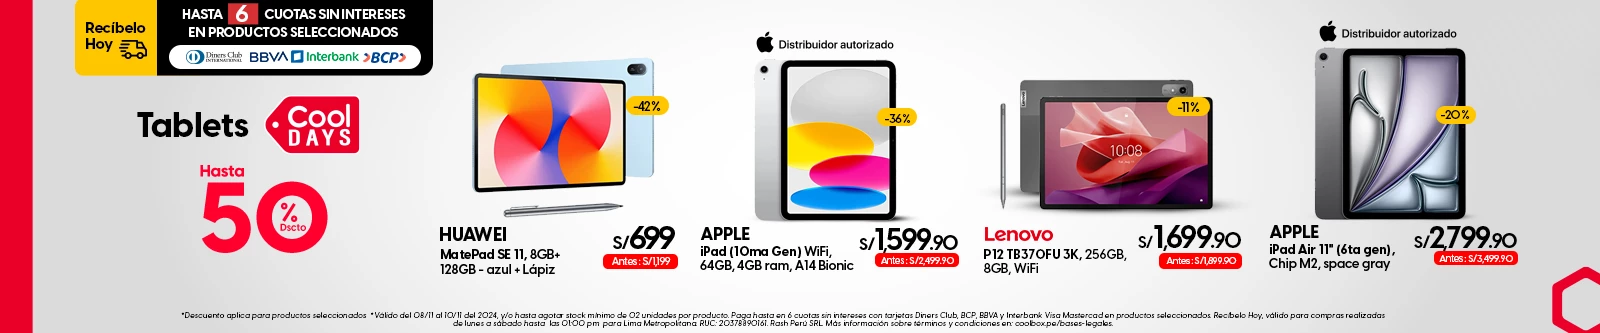 Recíbelo
Hoy
HASTA 6 CUOTAS SIN INTERESES
EN PRODUCTOS SELECCIONADOS
Diners Club
INTERNATIONAL
BBVA
Interbank
BCP
Tablets
Cool
DAYS
Hasta
50
%
Dscto
-42%
HUAWEI
MatePad SE 11, 8GB+
128GB - azul + Lápiz
S/699
Antes : S/1,199
Distribuidor autorizado
-36%
APPLE
iPad (10ma Gen) WiFi,
64GB, 4GB ram, A14 Bionic
S/1,599.90
Antes : S/2,499.90
Lenovo
10:08
-11%
Lenovo
P12 TB370FU 3K, 256GB,
8GB, WiFi
S/1,699.90
Antes : S/1,899.90
Distribuidor autorizado
-20%
APPLE
iPad Air 11" (6ta gen),
Chip M2, space gray
S/2,799.90
Antes : S/3,499.90
*Descuento aplica para productos seleccionados *Válido del 08/11 al 10/11 del 2024, y/o hasta agotar stock mínimo de 02 unidades por producto. Paga hasta en 6 cuotas sin intereses con tarjetas Diners Club, BCP, BBVA y Interbank Visa Mastercard en productos seleccionados. Recíbelo Hoy, válido para compras realizadas
de lunes a sábado hasta las 01:00 pm para Lima Metropolitana. RUC: 20378890161. Rash Perú SRL. Más información sobre términos y condiciones en: coolbox.pe/bases-legales.